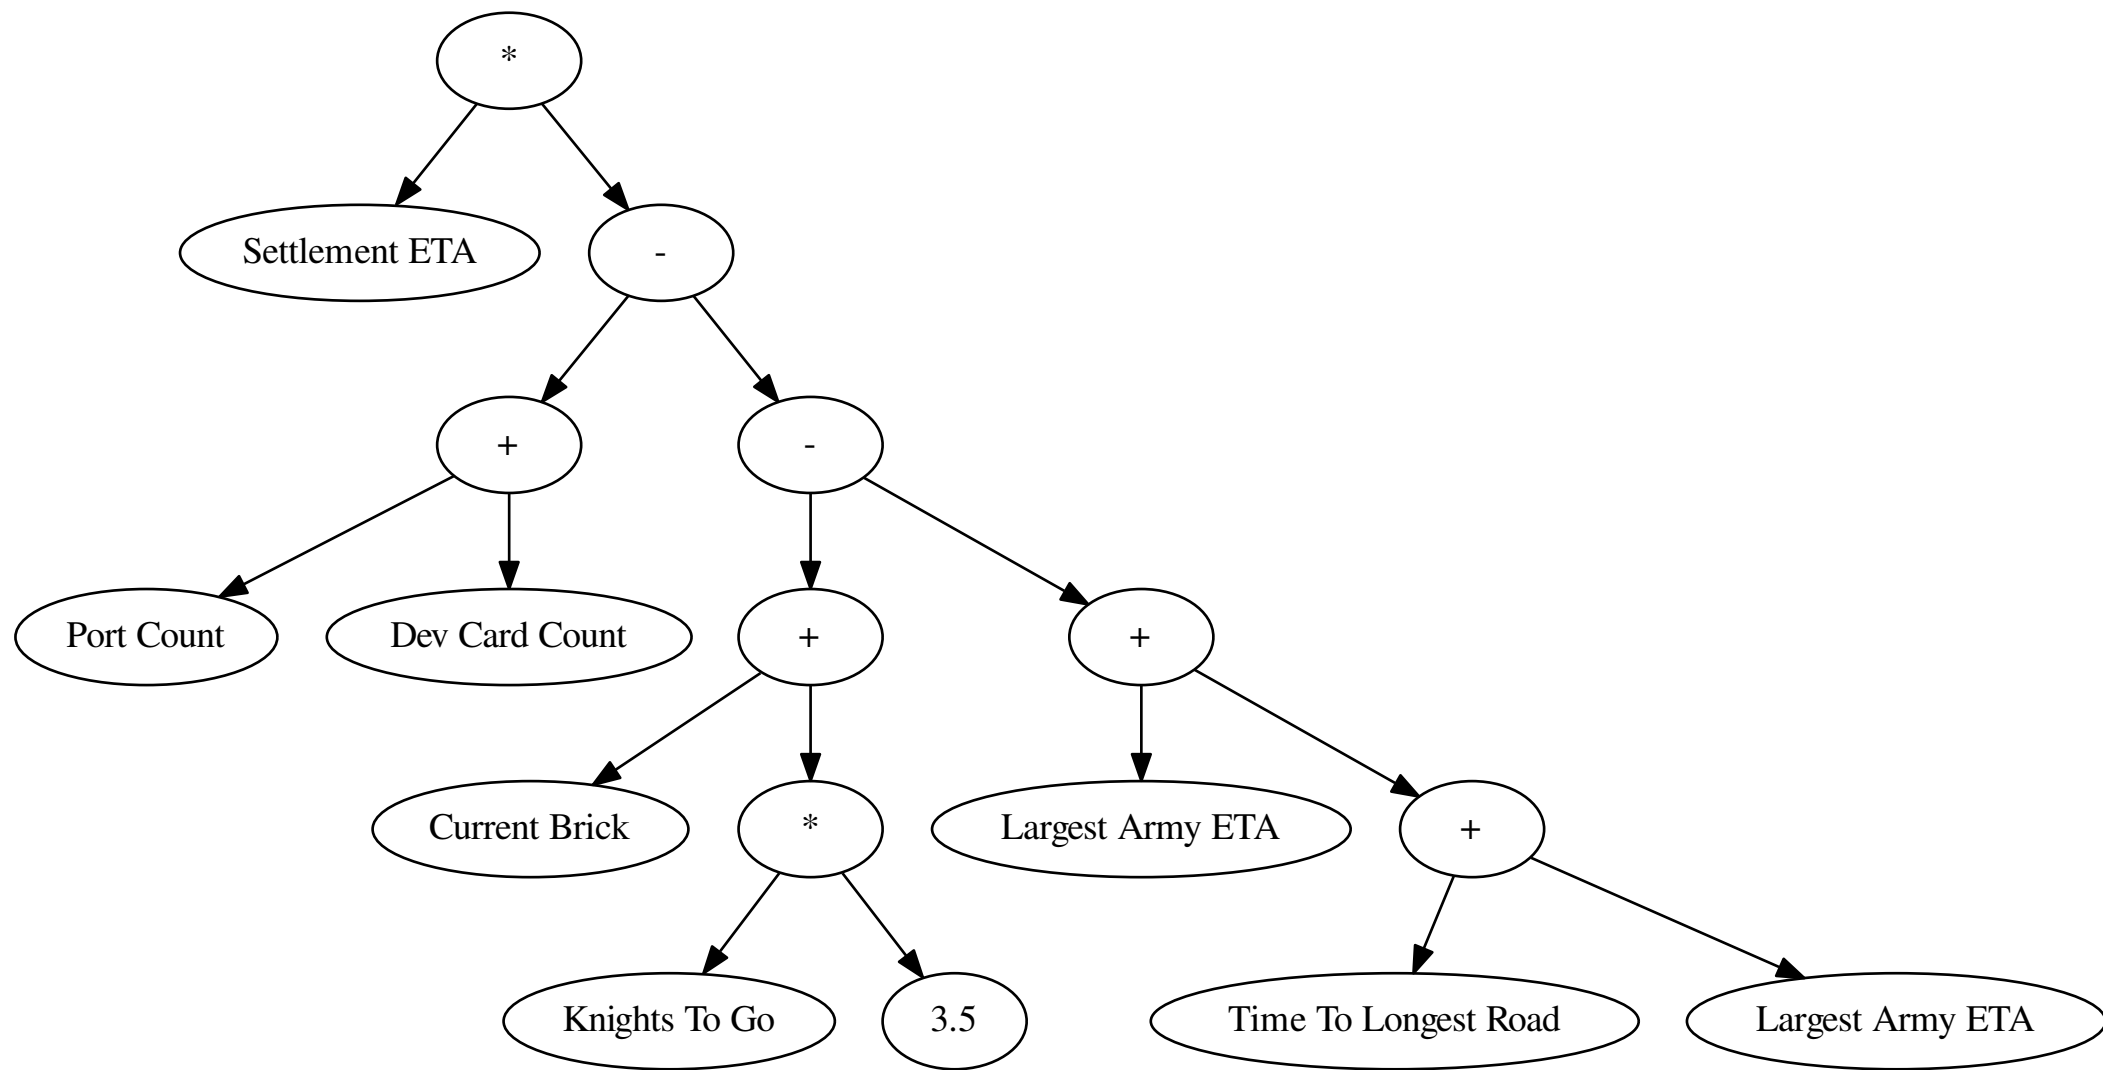 *
Settlement ETA
-
+
-
Port Count
Dev Card Count
+
+
Current Brick
*
Largest Army ETA
+
Knights To Go
3.5
Time To Longest Road
Largest Army ETA